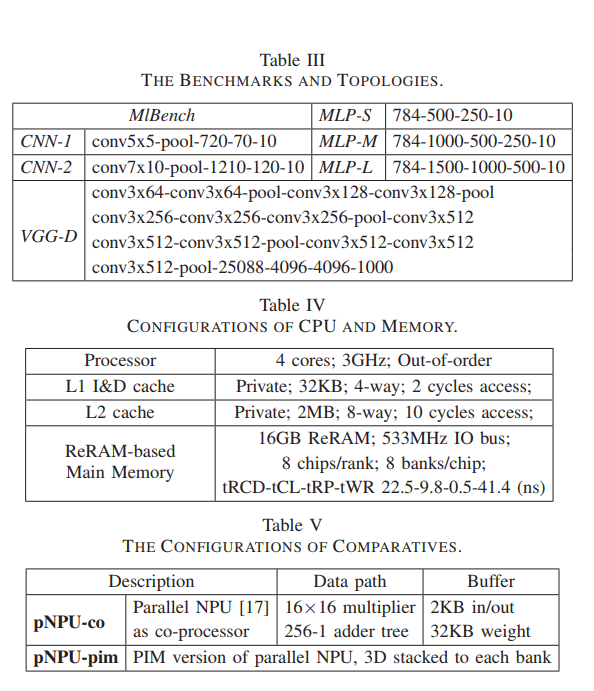 Table III
THE BENCHMARKS AND TOPOLOGIES.
MlBench MLP-S 784-500-250-10
CNN-1 conv5x5-pool-720-70-10 MLP-M 784-1000-500-250-10
CNN-2 conv7x10-pool-1210-120-10 MLP-L 784-1500-1000-500-10
conv3x64-conv3x64-pool-conv3x128-conv3x128-pool
conv3x256-conv3x256-conv3x256-pool-conv3x512
VGG-D
conv3x512-conv3x512-pool-conv3x512-conv3x512
conv3x512-pool-25088-4096-4096-1000
Table IV
CONFIGURATIONS OF CPU AND MEMORY.
Processor 4 cores; 3GHz; Out-of-order
L1 I&D cache Private; 32KB; 4-way; 2 cycles access;
L2 cache Private; 2MB; 8-way; 10 cycles access;
ReRAM-based
Main Memory
16GB ReRAM; 533MHz IO bus;
8 chips/rank; 8 banks/chip;
tRCD-tCL-tRP-tWR 22.5-9.8-0.5-41.4 (ns)
Table V
THE CONFIGURATIONS OF COMPARATIVES.
Description Data path Buffer
pNPU-co
Parallel NPU [17] 16×16 multiplier 2KB in/out
as co-processor 256-1 adder tree 32KB weight
pNPU-pim PIM version of parallel NPU, 3D stacked to each bank